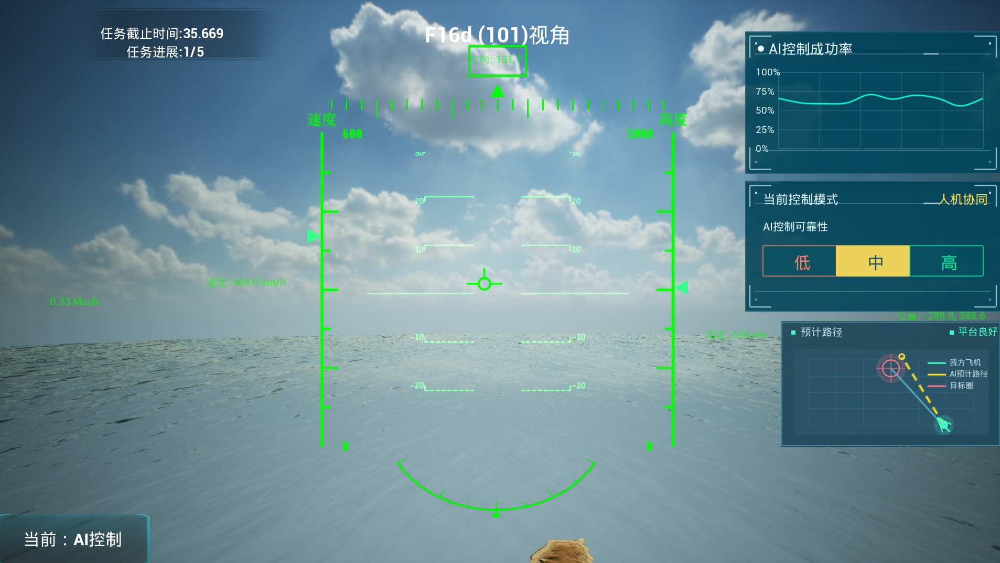 任务截止时间:35.669
任务进展:1/5
F16d (101)视角
方向: 131.7
速度
600
高度
1000
30
30
20
20
10
10
-10
-10
-20
-20
0
0
速度: 404.0 km/h
0.33 Mach
高度: 514.4m
AI控制成功率
100%
75%
50%
25%
0%
当前控制模式
人机协同
AI控制可靠性
低
中
高
位置: -289.8, 388.6
预计路径
平台良好
我方飞机
AI预计路径
目标圈
当前：AI控制